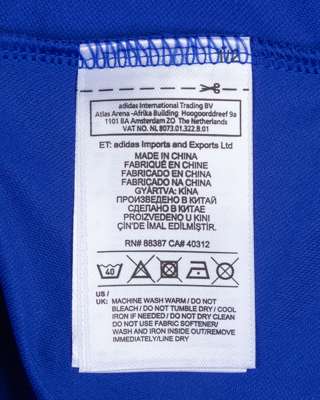 adidas International Trading BV
Atlas Arena -Afrika Building Hoogoorddreef 9a
1101 BA Amsterdam ZO The Netherlands
VAT NO. NL 8073.01.322.B.01
ET: adidas Imports and Exports Ltd
MADE IN CHINA
FABRIQUÉ EN CHINE
FABRICADO EN CHINA
FABRICADO NA CHINA
GYÁRTVA: KÍNA
ПРОИЗВЕДЕНО В КИТАЙ
СДЕЛАНО В КИТАЕ
PROIZVEDENO U KINI
ÇİN'DE İMAL EDİLMİŞTİR.
RN# 88387 CA# 40312
40
US /
UK: MACHINE WASH WARM / DO NOT
BLEACH / DO NOT TUMBLE DRY / COOL
IRON IF NEEDED / DO NOT DRY CLEAN
DO NOT USE FABRIC SOFTENER/
WASH AND IRON INSIDE OUT/REMOVE
IMMEDIATELY/LINE DRY